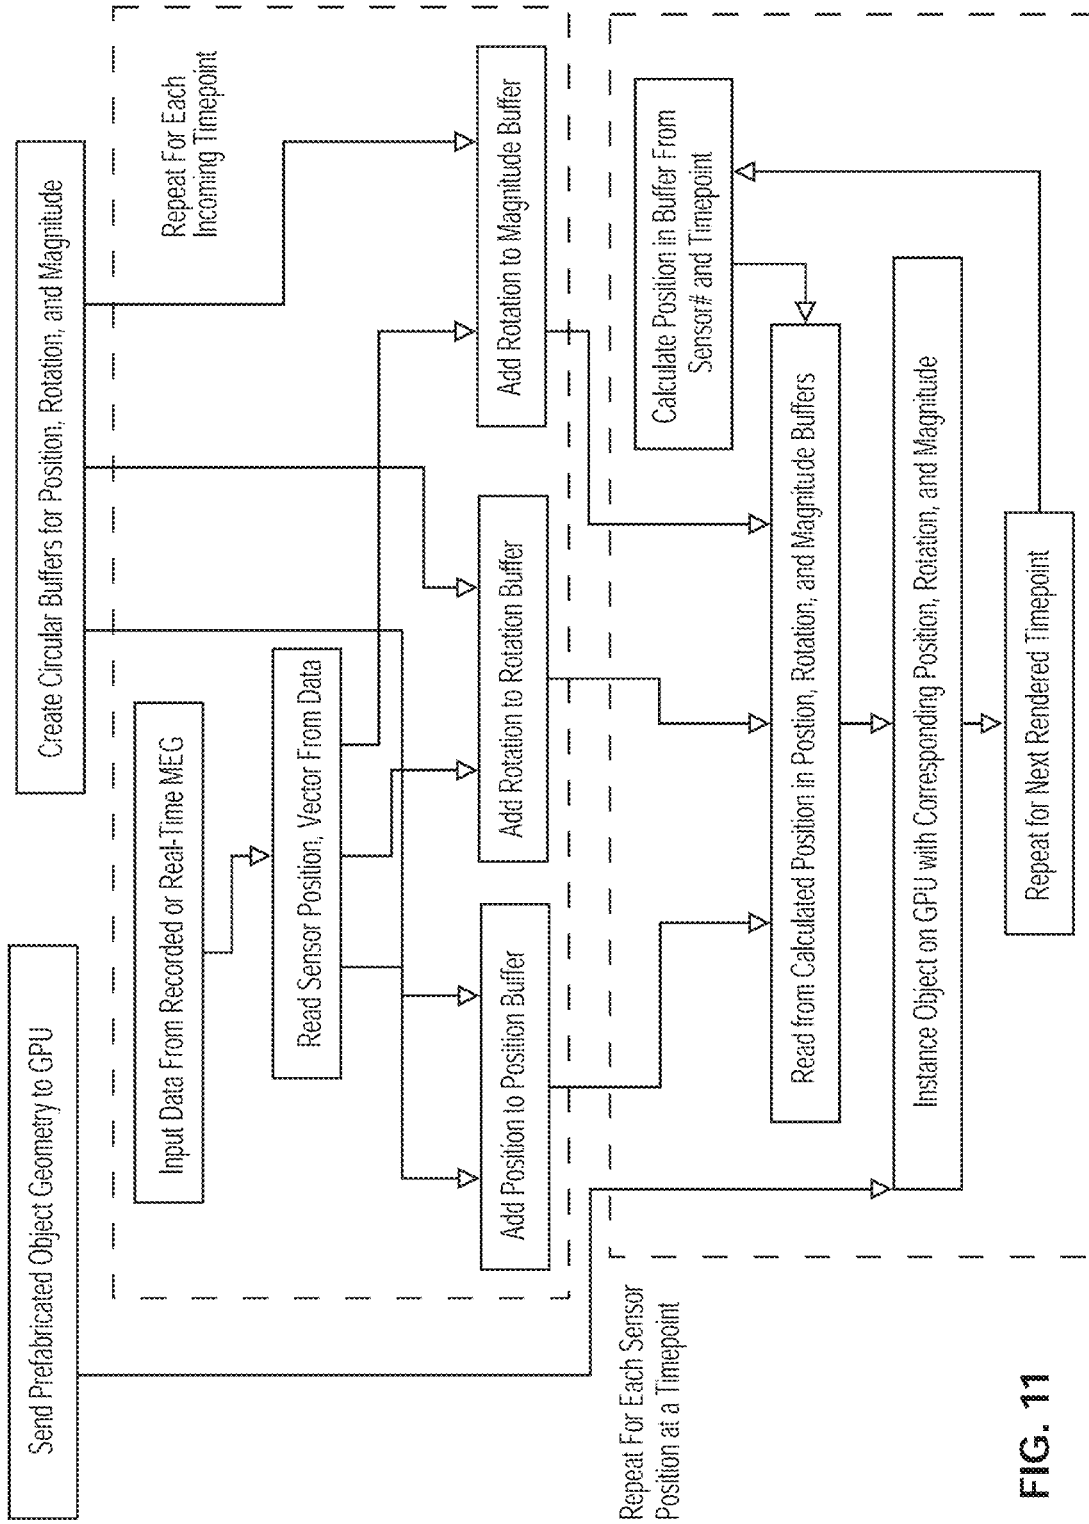 Send Prefabricated Object Geometry to GPU
Create Circular Buffers for Position, Rotation, and Magnitude
Repeat For Each
Incoming Timepoint
Input Data From Recorded or Real-Time MEG
Read Sensor Position, Vector From Data
Add Position to Position Buffer
Add Rotation to Rotation Buffer
Add Rotation to Magnitude Buffer
Repeat For Each Sensor
Position at a Timepoint
Calculate Position in Buffer From
Sensor# and Timepoint
Read from Calculated Position in Postion, Rotation, and Magnitude Buffers
Instance Object on GPU with Corresponding Position, Rotation, and Magnitude
Repeat for Next Rendered Timepoint
FIG. 11